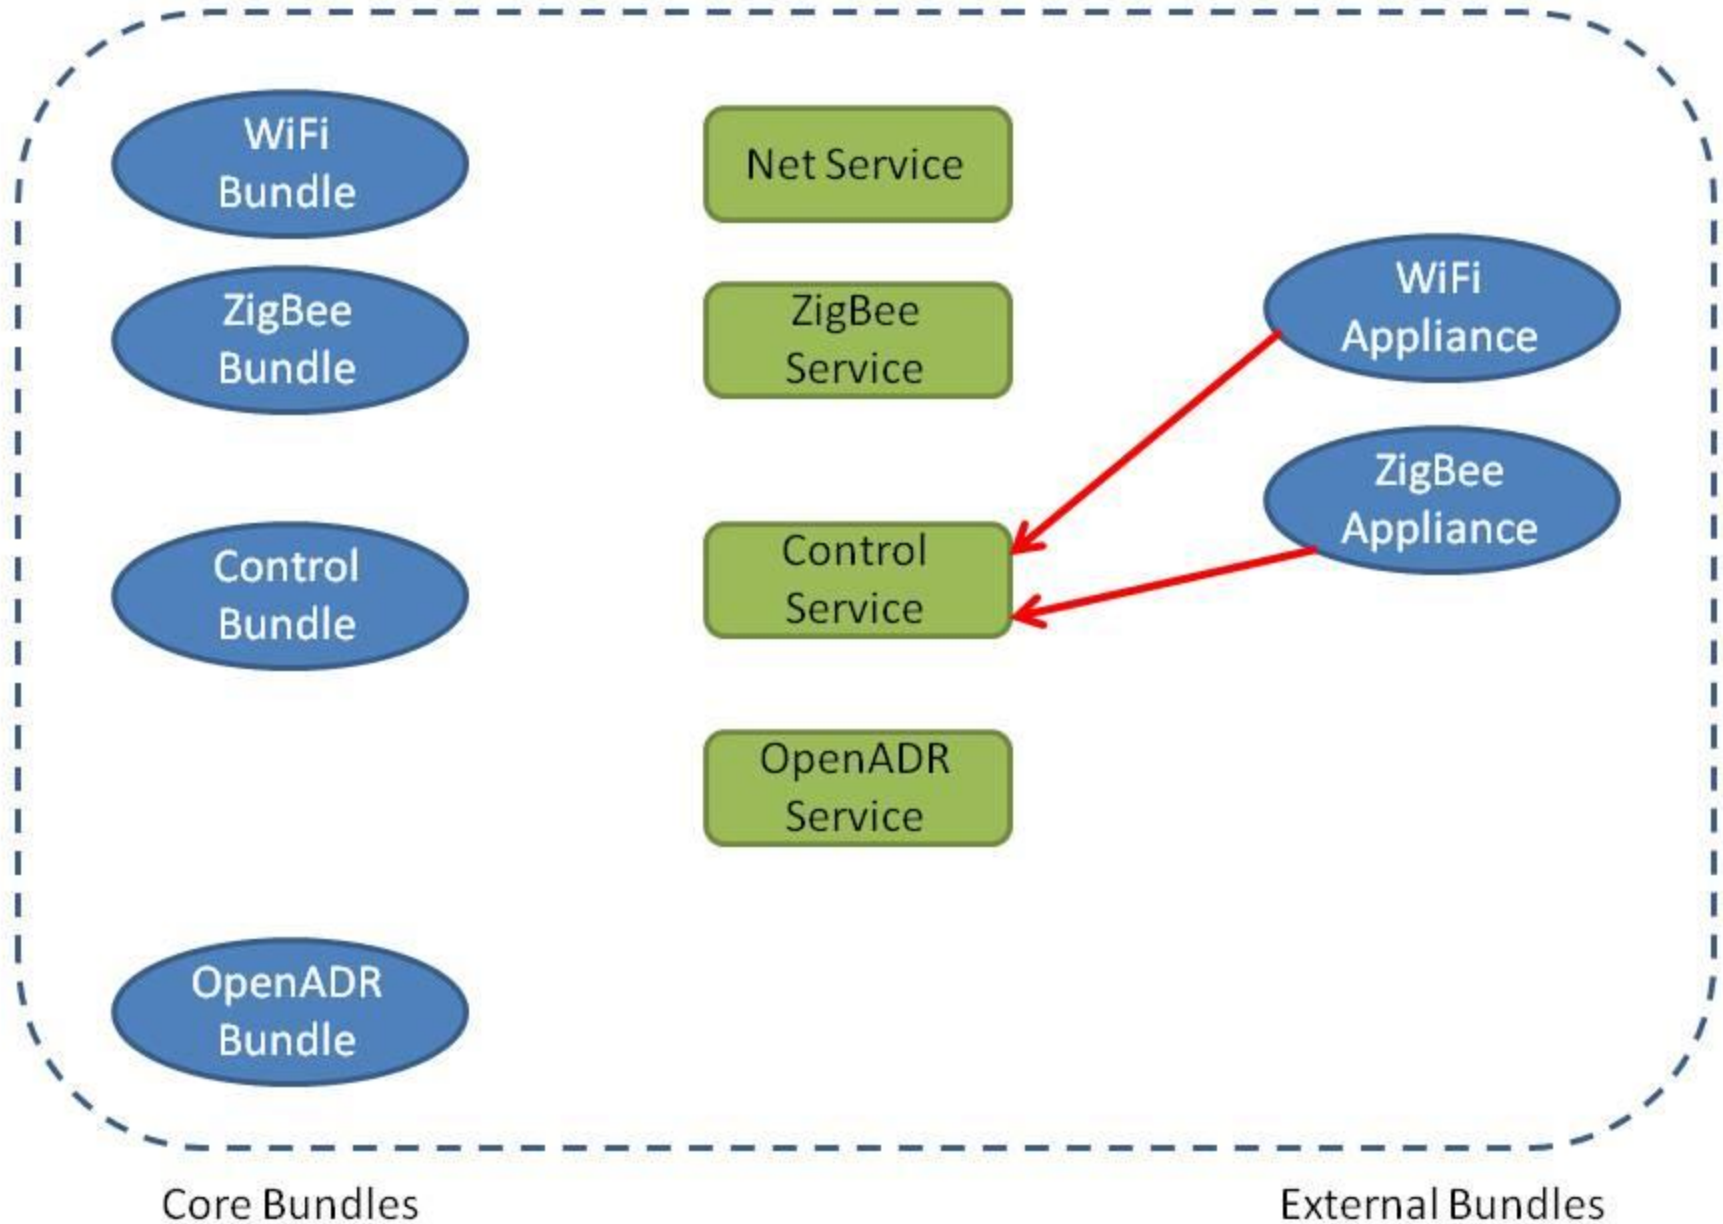 WiFi
Bundle
Net Service
ZigBee
Bundle
ZigBee
Service
WiFi
Appliance
ZigBee
Appliance
Control
Bundle
Control
Service
OpenADR
Service
OpenADR
Bundle
Core Bundles
External Bundles